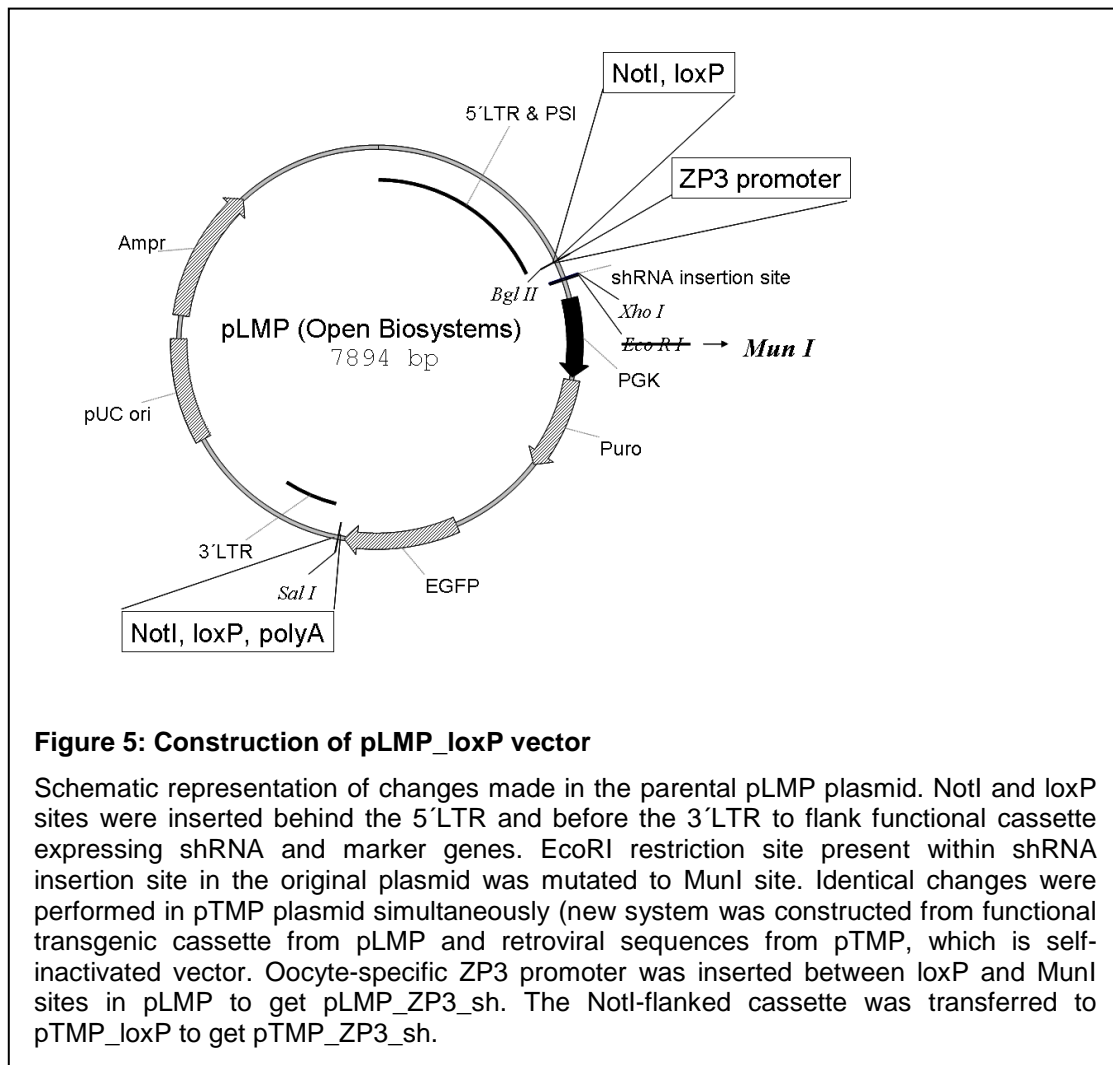 NotI, loxP
5´LTR & PSI
ZP3 promoter
Ampr
shRNA insertion site
Bgl II
Xho I
pLMP (Open Biosystems)
Eco R I
Mun I
7894 bp
PGK
pUC ori
Puro
3´LTR
EGFP
Sal I
NotI, loxP, polyA
Figure 5: Construction of pLMP_loxP vector
Schematic representation of changes made in the parental pLMP plasmid. NotI and loxP
sites were inserted behind the 5´LTR and before the 3´LTR to flank functional cassette
expressing shRNA and marker genes. EcoRI restriction site present within shRNA
insertion site in the original plasmid was mutated to MunI site. Identical changes were
performed in pTMP plasmid simultaneously (new system was constructed from functional
transgenic cassette from pLMP and retroviral sequences from pTMP, which is self-
inactivated vector. Oocyte-specific ZP3 promoter was inserted between loxP and MunI
sites in pLMP to get pLMP_ZP3_sh. The NotI-flanked cassette was transferred to
pTMP_loxP to get pTMP_ZP3_sh.